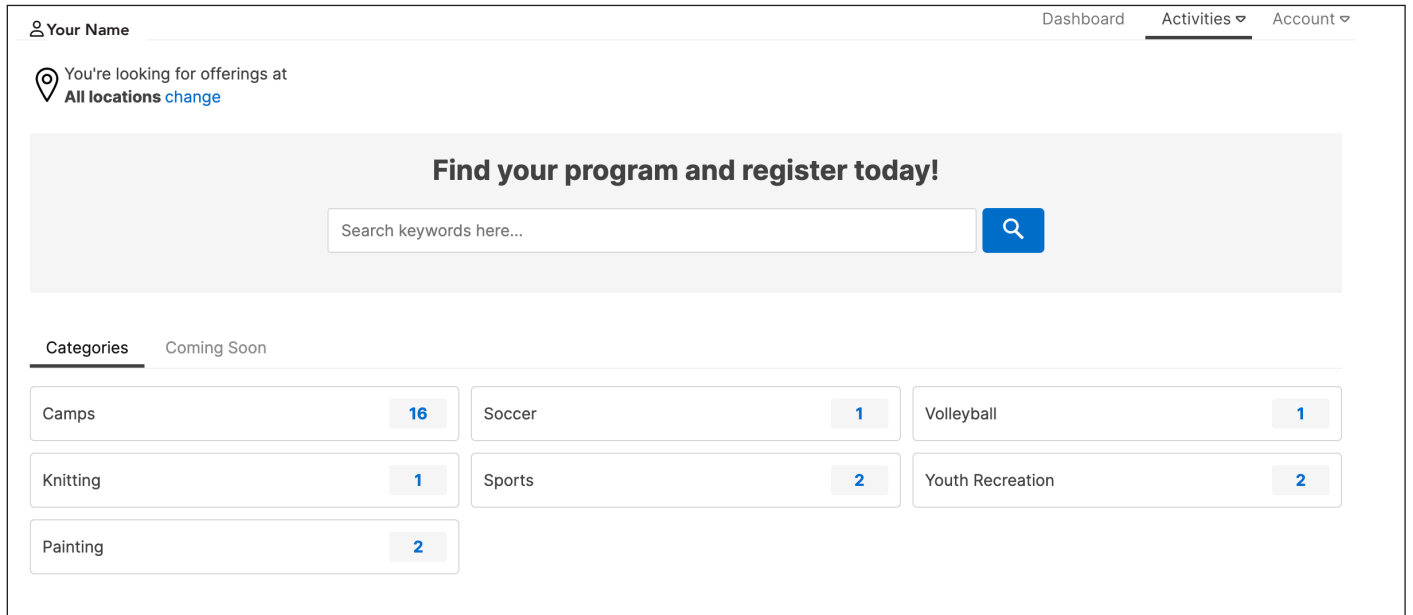 Your Name
Dashboard Activities Account
You're looking for offerings at
All locations change
Find your program and register today!
Search keywords here...
Categories Coming Soon
Camps 16 Soccer 1 Volleyball 1
Knitting 1 Sports 2 Youth Recreation 2
Painting 2